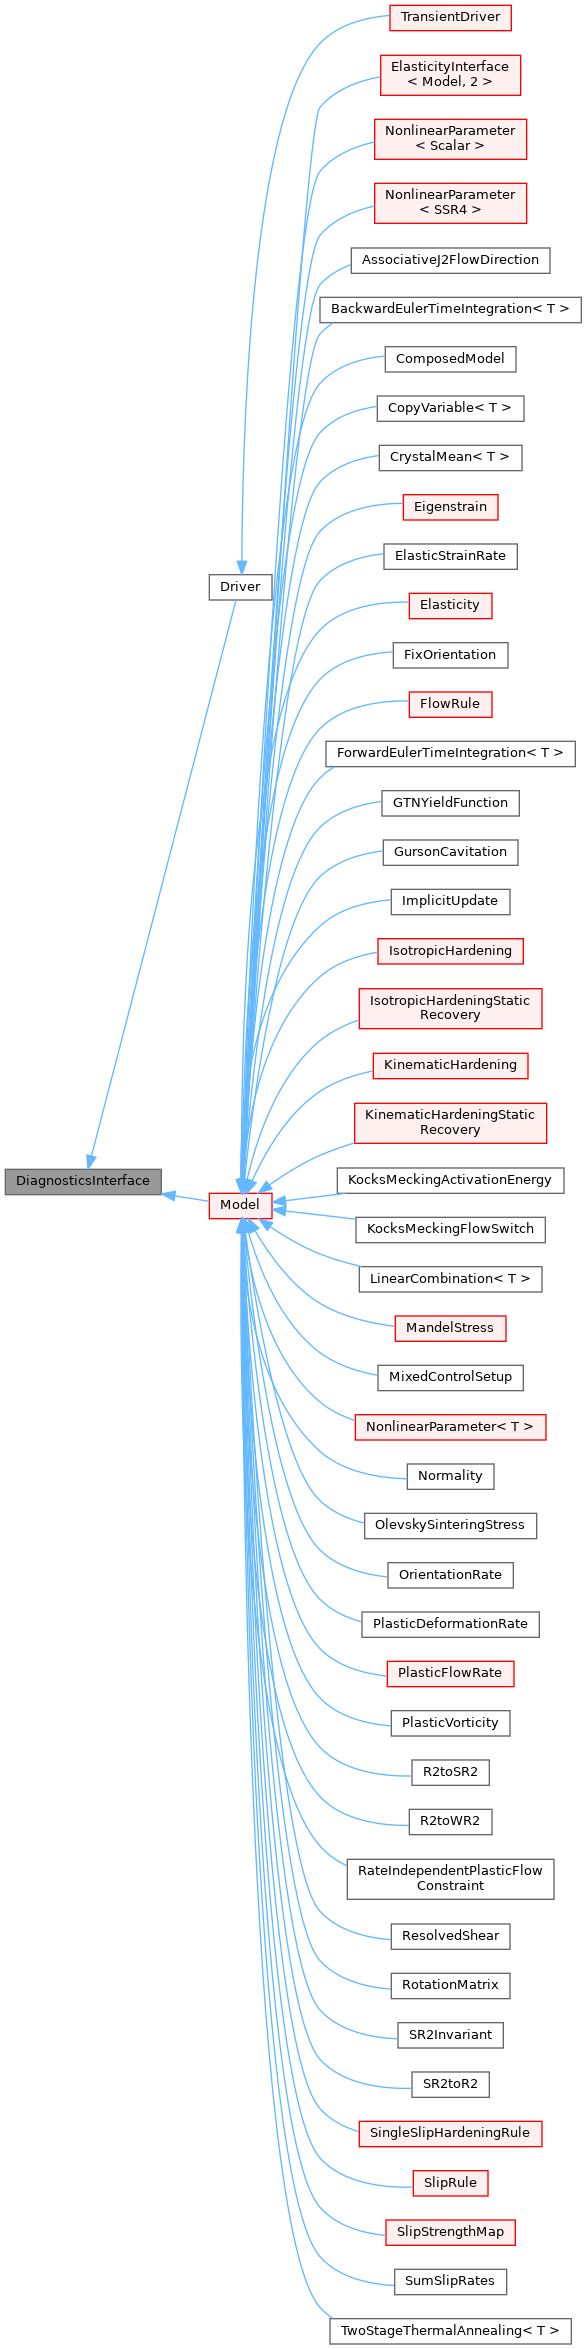 TransientDriver
ElasticityInterface
< Model, 2 >
NonlinearParameter
< Scalar >
NonlinearParameter
< SSR4 >
AssociativeJ2FlowDirection
BackwardEulerTimeIntegration< T >
ComposedModel
CopyVariable< T >
CrystalMean< T >
Eigenstrain
ElasticStrainRate
Driver
Elasticity
FixOrientation
FlowRule
ForwardEulerTimeIntegration< T >
GTNYieldFunction
GursonCavitation
ImplicitUpdate
IsotropicHardening
IsotropicHardeningStatic
Recovery
KinematicHardening
KinematicHardeningStatic
Recovery
DiagnosticsInterface
KocksMeckingActivationEnergy
Model
KocksMeckingFlowSwitch
LinearCombination< T >
MandelStress
MixedControlSetup
NonlinearParameter< T >
Normality
OlevskySinteringStress
OrientationRate
PlasticDeformationRate
PlasticFlowRate
PlasticVorticity
R2toSR2
R2toWR2
RateIndependentPlasticFlow
Constraint
ResolvedShear
RotationMatrix
SR2Invariant
SR2toR2
SingleSlipHardeningRule
SlipRule
SlipStrengthMap
SumSlipRates
TwoStageThermalAnnealing< T >